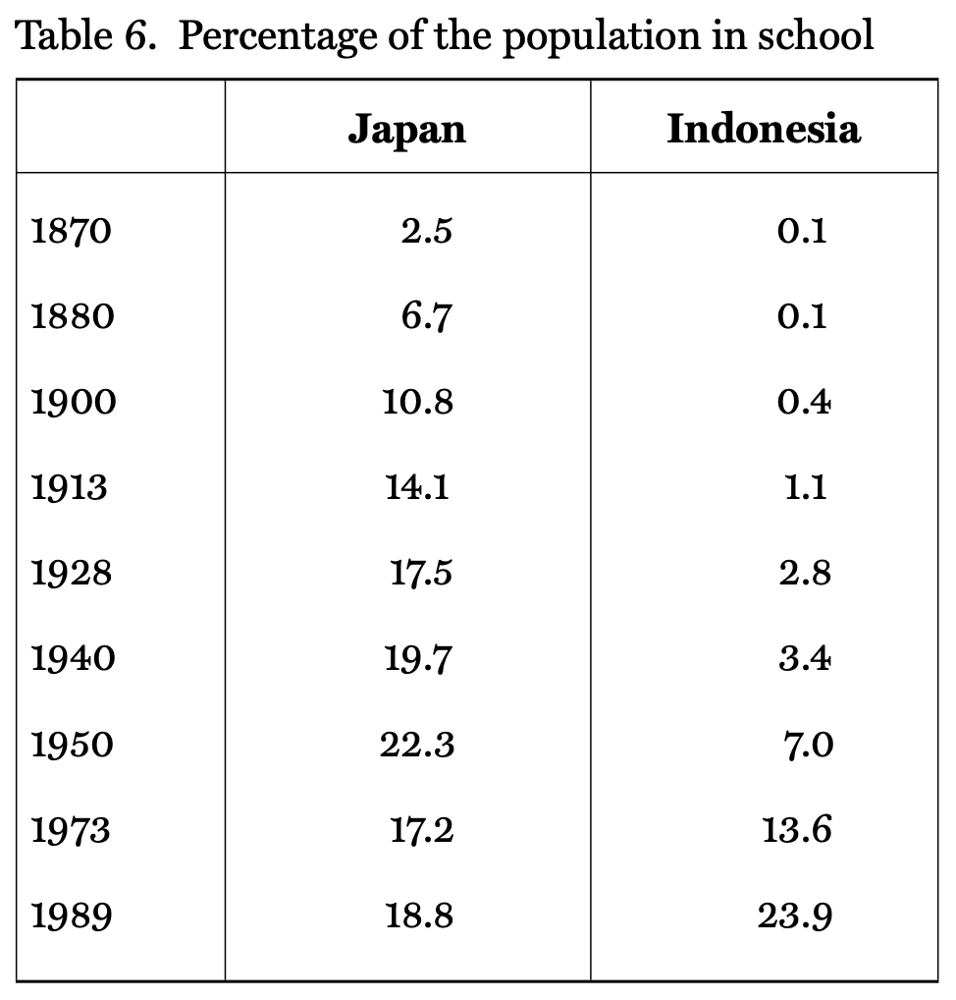 Table 6. Percentage of the population in school
Japan Indonesia
1870 2.5 0.1
1880 6.7 0.1
1900 10.8 0.4
1913 14.1 1.1
1928 17.5 2.8
1940 19.7 3.4
1950 22.3 7.0
1973 17.2 13.6
1989 18.8 23.9